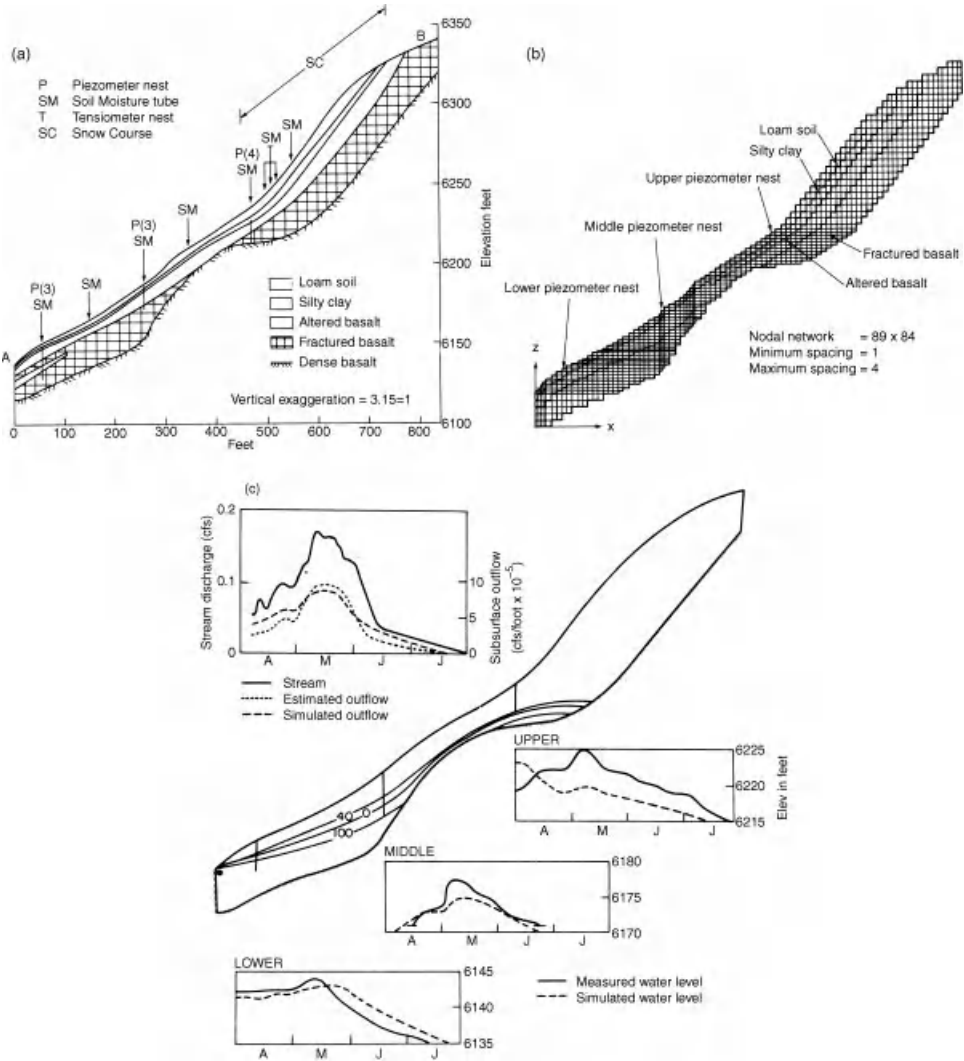 (a)
P Piezometer nest
SM Soil Moisture tube
T Tensiometer nest
SC Snow Course
SC
B
6350
6300
6250
6200
6150
6100
Elevation feet
SM
SM
P(4)
SM
SM
P(3)
SM
SM
P(3)
SM
A
Loam soil
Silty clay
Altered basalt
Fractured basalt
Dense basalt
Vertical exaggeration = 3.15=1
0 100 200 300 400 500 600 700 800
Feet
(b)
Loam soil
Silty clay
Upper piezometer nest
Middle piezometer nest
Lower piezometer nest
Fractured basalt
Altered basalt
Nodal network = 89 x 84
Minimum spacing = 1
Maximum spacing = 4
z
x
(c)
0.2
0.1
0
Stream discharge (cfs)
10
5
0
Subsurface outflow
(cfs/foot x 10⁻⁵)
A M J J
Stream
Estimated outflow
Simulated outflow
40 0
100
UPPER
6225
6220
6215
Elev in feet
A M J J
MIDDLE
6180
6175
6170
A M J J
LOWER
6145
6140
6135
A M J J
Measured water level
Simulated water level